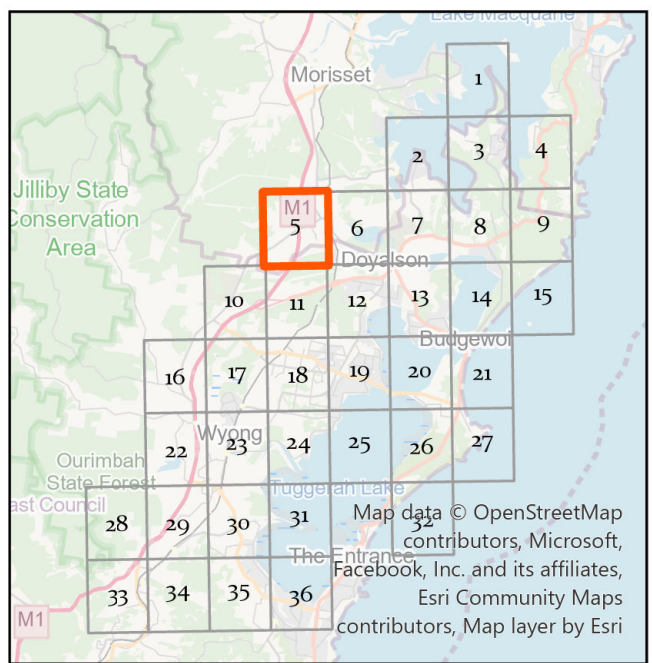 Lake Macquarie
Morisset
1
2
3
4
Jilliby State
Conservation
Area
M1
5
6
7
8
9
Doyalson
10
11
12
13
14
15
Budgewoi
16
17
18
19
20
21
Wyong
22
23
24
25
26
27
Ourimbah
State Forest
ast Council
Tuggerah Lake
28
29
30
31
32
Map data © OpenStreetMap
contributors, Microsoft,
The Entrance
Facebook, Inc. and its affiliates,
Esri Community Maps
contributors, Map layer by Esri
33
34
35
36
M1